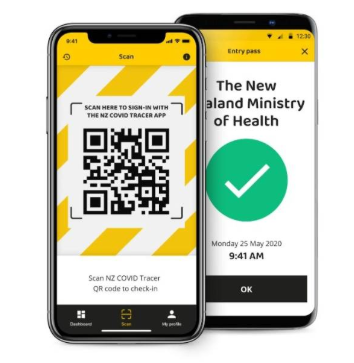 9:41
Scan
SCAN HERE TO SIGN-IN WITH
THE NZ COVID TRACER APP
Scan NZ COVID Tracer
QR code to check-in
Dashboard
Scan
My profile
12:30
Entry pass
The New
aland Ministry
of Health
Monday 25 May 2020
9:41 AM
OK